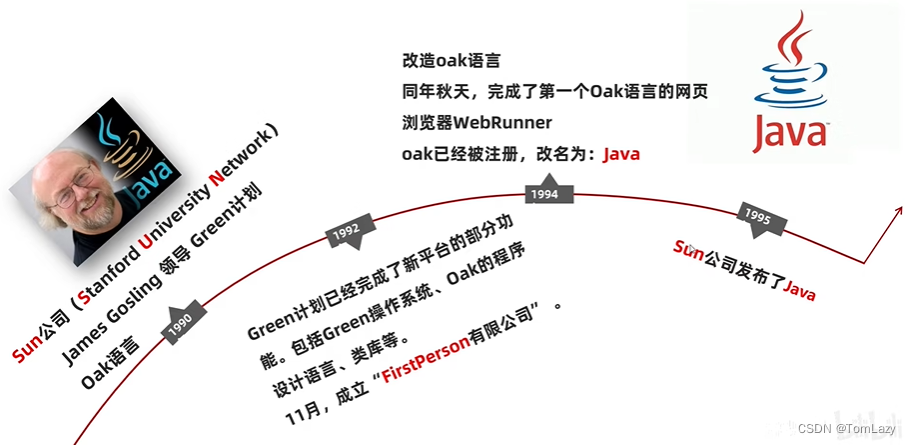 Sun公司（Stanford University Network）
James Gosling 领导 Green计划
Oak语言
Java
1990
1992
Green计划已经完成了新平台的部分功
能。包括Green操作系统、Oak的程序
设计语言、类库等。
11月，成立“FirstPerson有限公司”。
改造oak语言
同年秋天，完成了第一个Oak语言的网页
浏览器WebRunner
oak已经被注册，改名为：Java
1994
Java™
1995
Sun公司发布了Java
CSDN @TomLazy